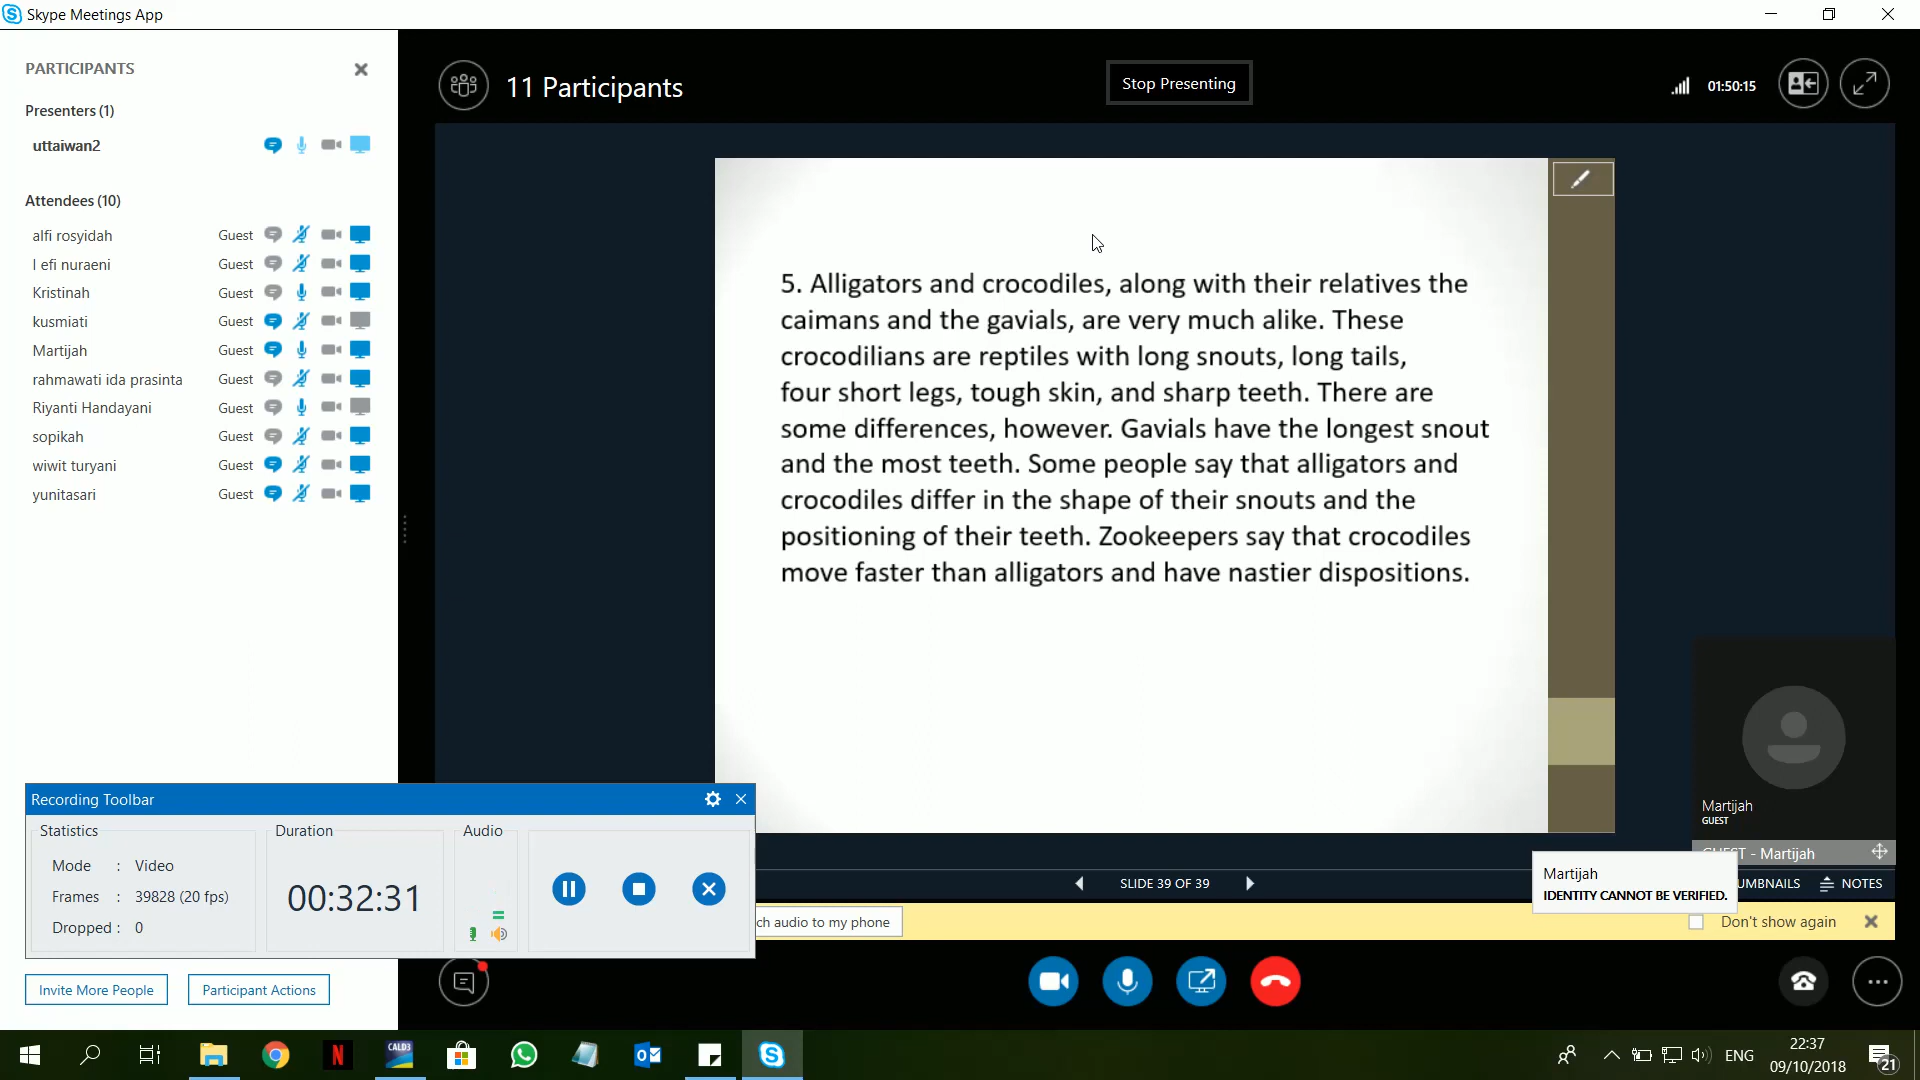 Skype Meetings App
PARTICIPANTS
Presenters (1)
uttaiwan2
Attendees (10)
alfi rosyidah Guest
I efi nuraeni Guest
Kristinah Guest
kusmiati Guest
Martijah Guest
rahmawati ida prasinta Guest
Riyanti Handayani Guest
sopikah Guest
wiwit turyani Guest
yunitasari Guest
11 Participants
Stop Presenting
01:50:15
5. Alligators and crocodiles, along with their relatives the
caimans and the gavials, are very much alike. These
crocodilians are reptiles with long snouts, long tails,
four short legs, tough skin, and sharp teeth. There are
some differences, however. Gavials have the longest snout
and the most teeth. Some people say that alligators and
crocodiles differ in the shape of their snouts and the
positioning of their teeth. Zookeepers say that crocodiles
move faster than alligators and have nastier dispositions.
Martijah
GUEST
- Martijah
Martijah
IDENTITY CANNOT BE VERIFIED.
SLIDE 39 OF 39
UMBNAILS
NOTES
ch audio to my phone
Don't show again
Recording Toolbar
Statistics
Mode : Video
Frames : 39828 (20 fps)
Dropped : 0
Duration
00:32:31
Audio
Invite More People
Participant Actions
N
CALD3
ENG
22:37
09/10/2018
21